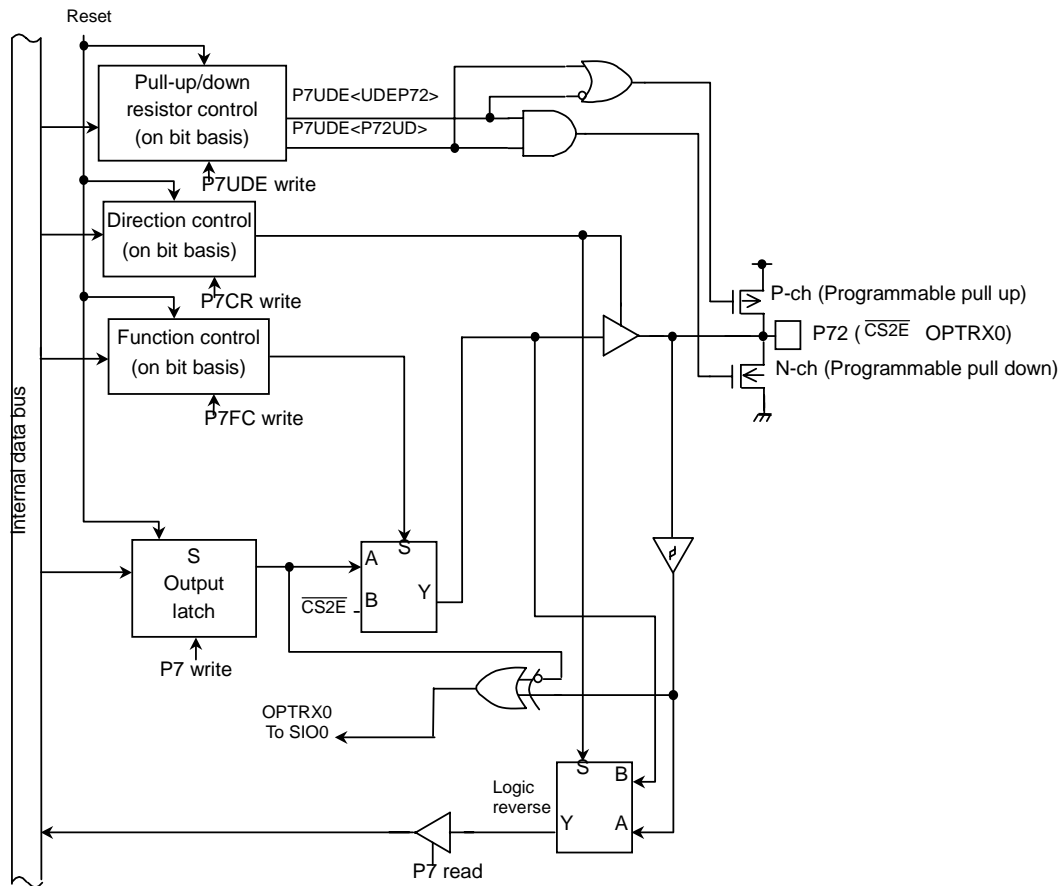 Reset
Pull-up/down
resistor control
(on bit basis)
P7UDE<UDEP72>
P7UDE<P72UD>
P7UDE write
Direction control
(on bit basis)
P7CR write
Function control
(on bit basis)
P7FC write
P-ch (Programmable pull up)
P72 (CS2E OPTRX0)
N-ch (Programmable pull down)
Internal data bus
S
Output
latch
P7 write
S
A
B
Y
CS2E
OPTRX0
To SIO0
S
B
A
Y
Logic
reverse
P7 read